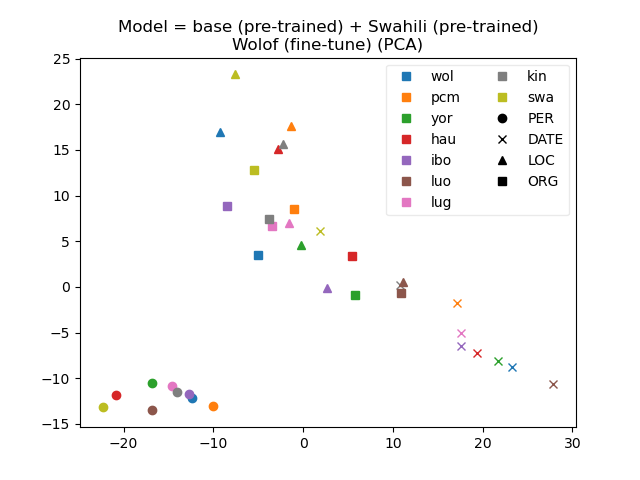 Model = base (pre-trained) + Swahili (pre-trained)
Wolof (fine-tune) (PCA)
25
20
15
10
5
0
−5
−10
−15
−20
−10
0
10
20
30
wol
pcm
yor
hau
ibo
luo
lug
kin
swa
PER
DATE
LOC
ORG